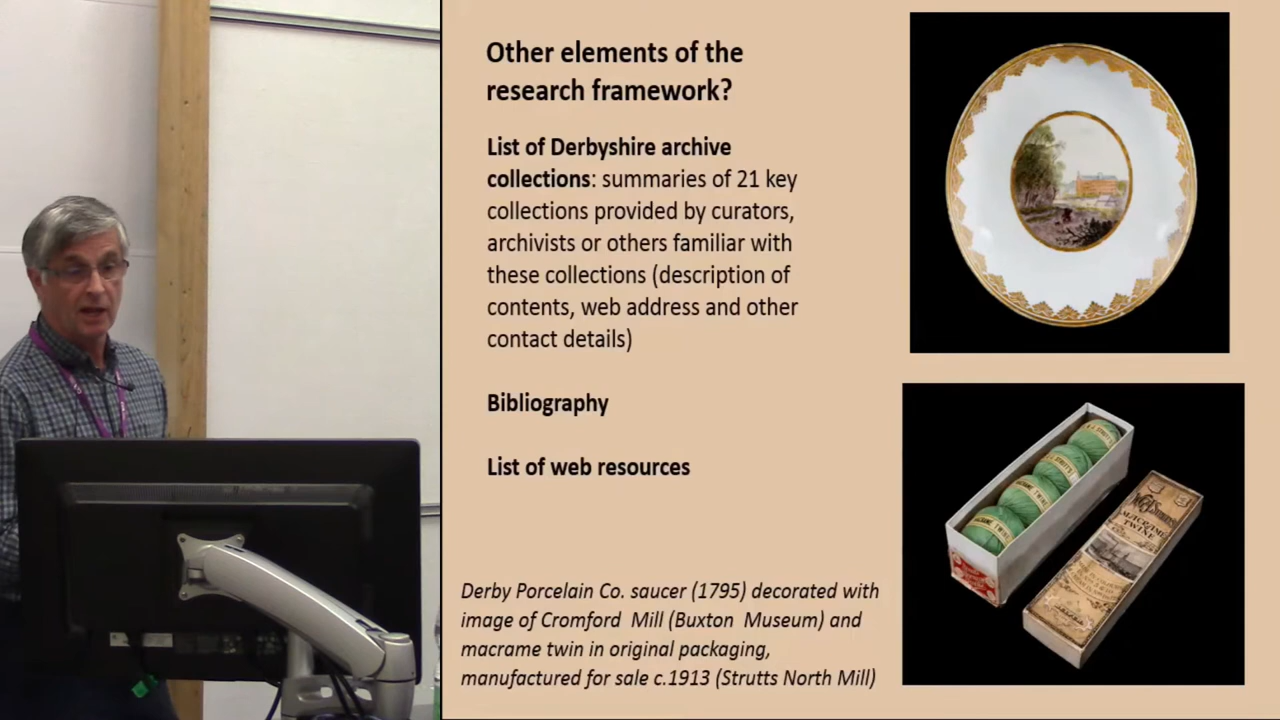 Other elements of the
research framework?
List of Derbyshire archive
collections: summaries of 21 key
collections provided by curators,
archivists or others familiar with
these collections (description of
contents, web address and other
contact details)
Bibliography
List of web resources
Derby Porcelain Co. saucer (1795) decorated with
image of Cromford Mill (Buxton Museum) and
macrame twin in original packaging,
manufactured for sale c.1913 (Strutts North Mill)
MACRAME
TWINE